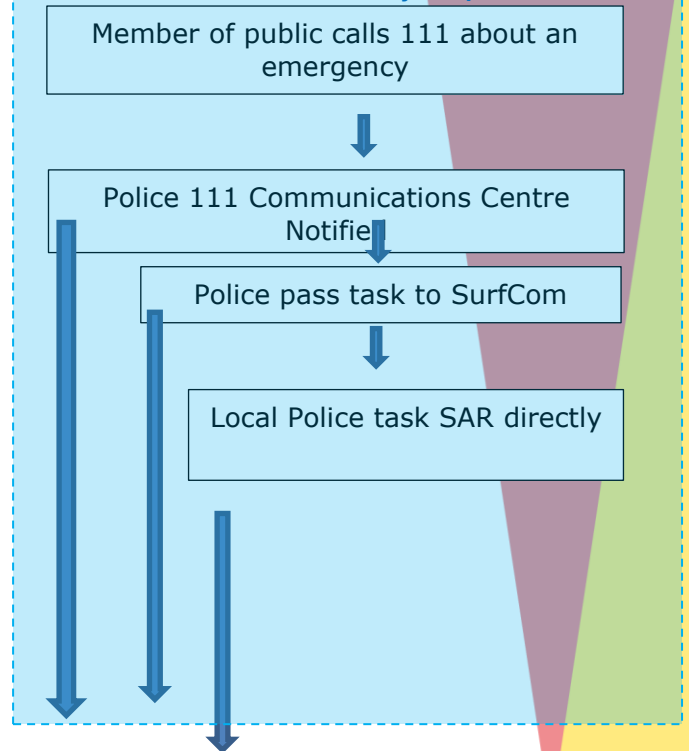 Member of public calls 111 about an
emergency
Police 111 Communications Centre
Notified
Police pass task to SurfCom
Local Police task SAR directly